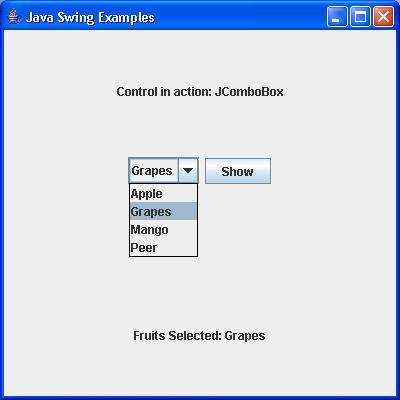 Java Swing Examples
Control in action: JComboBox
Grapes Show
Apple
Grapes
Mango
Peer
Fruits Selected: Grapes